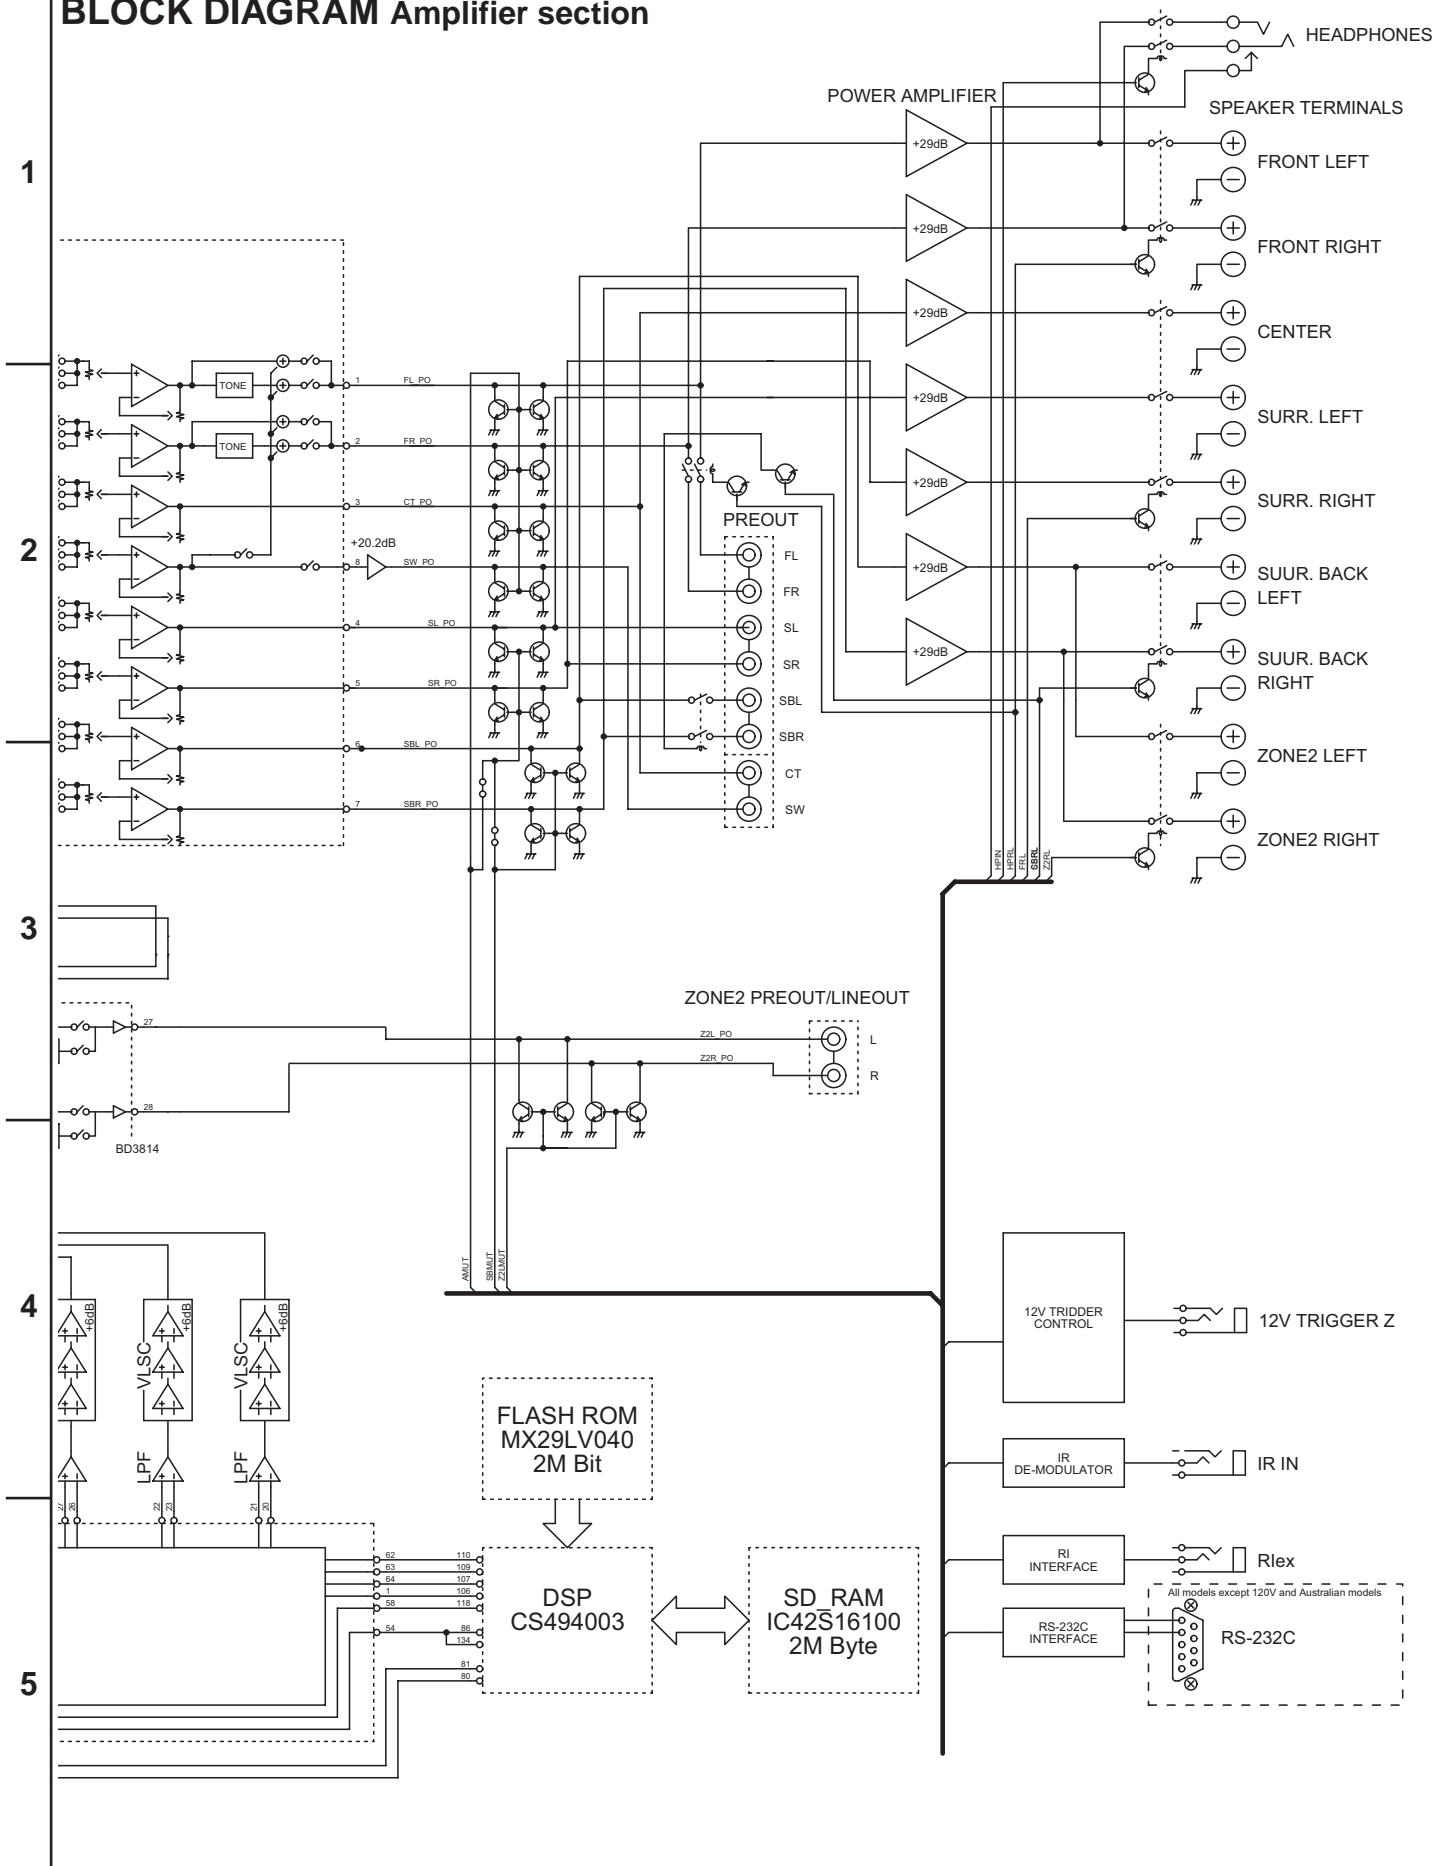 BLOCK DIAGRAM Amplifier section
HEADPHONES
POWER AMPLIFIER
SPEAKER TERMINALS
+29dB
FRONT LEFT
1
+29dB
FRONT RIGHT
+29dB
CENTER
TONE
1
FL_PO
+29dB
SURR. LEFT
TONE
2
FR_PO
+29dB
SURR. RIGHT
3
CT_PO
PREOUT
2
+20.2dB
8
SW_PO
FL
+29dB
SUUR. BACK
LEFT
FR
4
SL_PO
SL
+29dB
SUUR. BACK
RIGHT
SR
5
SR_PO
SBL
SBR
6
SBL_PO
ZONE2 LEFT
CT
7
SBR_PO
SW
ZONE2 RIGHT
HPIN
HPRL
FRL
SBRL
Z2RL
3
ZONE2 PREOUT/LINEOUT
27
Z2L_PO
L
Z2R_PO
R
28
BD3814
AMUT
SBMUT
Z2LMUT
4
+6dB
VLSC
+6dB
VLSC
+6dB
12V TRIDDER
CONTROL
12V TRIGGER Z
FLASH ROM
MX29LV040
2M Bit
LPF
LPF
IR
DE-MODULATOR
IR IN
27
26
22
23
21
20
62
110
63
109
64
107
1
106
58
118
54
86
134
81
80
DSP
CS494003
SD_RAM
IC42S16100
2M Byte
RI
INTERFACE
RIex
All models except 120V and Australian models
RS-232C
INTERFACE
RS-232C
5